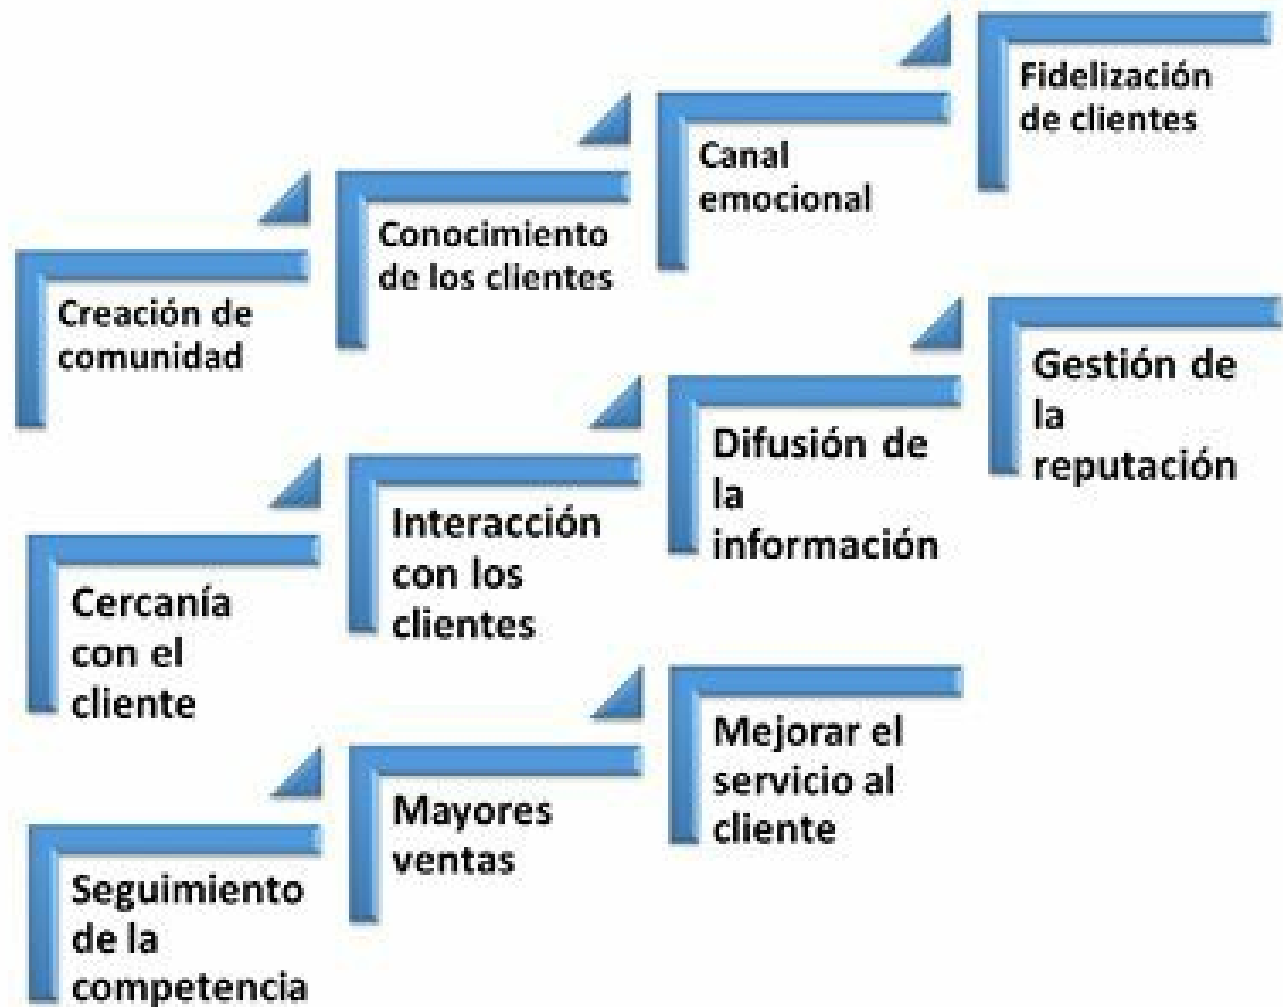 Creación de
comunidad
Conocimiento
de los clientes
Canal
emocional
Fidelización
de clientes
Cercanía
con el
cliente
Interacción
con los
clientes
Difusión de
la
información
Gestión de
la
reputación
Seguimiento
de la
competencia
Mayores
ventas
Mejorar el
servicio al
cliente